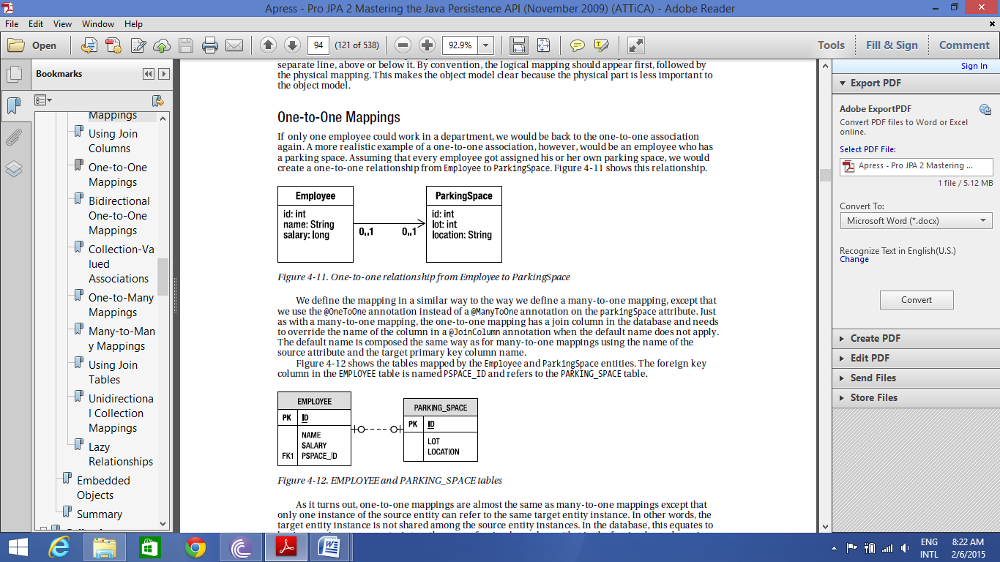 Apress - Pro JPA 2 Mastering the Java Persistence API (November 2009) (ATTiCA) - Adobe Reader
File Edit View Window Help
Open
94 (121 of 538)
92.9%
Tools Fill & Sign Comment
Bookmarks
Mappings
Using Join
Columns
One-to-One
Mappings
Bidirectional
One-to-One
Mappings
Collection-Va
lued
Associations
One-to-Many
Mappings
Many-to-Man
y Mappings
Using Join
Tables
Unidirectiona
l Collection
Mappings
Lazy
Relationships
Embedded
Objects
Summary
separate line, above or below it. By convention, the logical mapping should appear first, followed by
the physical mapping. This makes the object model clear because the physical part is less important to
the object model.
One-to-One Mappings
If only one employee could work in a department, we would be back to the one-to-one association
again. A more realistic example of a one-to-one association, however, would be an employee who has
a parking space. Assuming that every employee got assigned his or her own parking space, we would
create a one-to-one relationship from Employee to ParkingSpace. Figure 4-11 shows this relationship.
Employee
id: int
name: String
salary: long
0..1 0..1
ParkingSpace
id: int
lot: int
location: String
Figure 4-11. One-to-one relationship from Employee to ParkingSpace
We define the mapping in a similar way to the way we define a many-to-one mapping, except that
we use the @OneToOne annotation instead of a @ManyToOne annotation on the parkingSpace attribute. Just
as with a many-to-one mapping, the one-to-one mapping has a join column in the database and needs
to override the name of the column in a @JoinColumn annotation when the default name does not apply.
The default name is composed the same way as for many-to-one mappings using the name of the
source attribute and the target primary key column name.
Figure 4-12 shows the tables mapped by the Employee and ParkingSpace entities. The foreign key
column in the EMPLOYEE table is named PSPACE_ID and refers to the PARKING_SPACE table.
EMPLOYEE
PK ID
NAME
SALARY
FK1 PSPACE_ID
PARKING_SPACE
PK ID
LOT
LOCATION
Figure 4-12. EMPLOYEE and PARKING_SPACE tables
As it turns out, one-to-one mappings are almost the same as many-to-one mappings except that
only one instance of the source entity can refer to the same target entity instance. In other words, the
target entity instance is not shared among the source entity instances. In the database, this equates to
Sign In
Export PDF
Adobe ExportPDF
Convert PDF files to Word or Excel
online.
Select PDF File:
Apress - Pro JPA 2 Mastering ...
1 file / 5.12 MB
Convert To:
Microsoft Word (*.docx)
Recognize Text in English(U.S.)
Change
Convert
Create PDF
Edit PDF
Send Files
Store Files
ENG 8:22 AM
INTL 2/6/2015